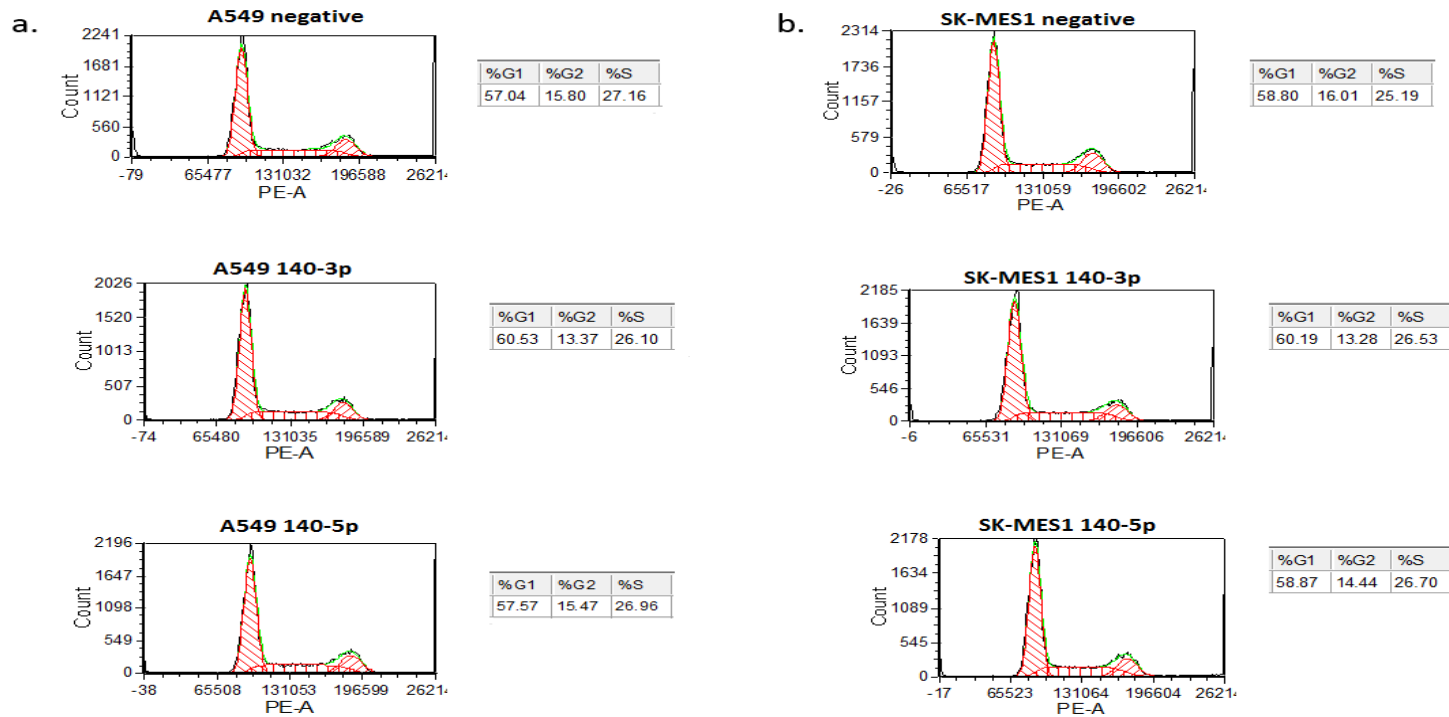 a.
A549 negative
2241
1681
1121
560
0
Count
-79 65477 131032 196588 26214
PE-A
%G1 %G2 %S
57.04 15.80 27.16
A549 140-3p
2026
1520
1013
507
0
Count
-74 65480 131035 196589 26214
PE-A
%G1 %G2 %S
60.53 13.37 26.10
A549 140-5p
2196
1647
1098
549
0
Count
-38 65508 131053 196599 26214
PE-A
%G1 %G2 %S
57.57 15.47 26.96
b.
SK-MES1 negative
2314
1736
1157
579
0
Count
-26 65517 131059 196602 26214
PE-A
%G1 %G2 %S
58.80 16.01 25.19
SK-MES1 140-3p
2185
1639
1093
546
0
Count
-6 65531 131069 196606 26214
PE-A
%G1 %G2 %S
60.19 13.28 26.53
SK-MES1 140-5p
2178
1634
1089
545
0
Count
-17 65523 131064 196604 26214
PE-A
%G1 %G2 %S
58.87 14.44 26.70